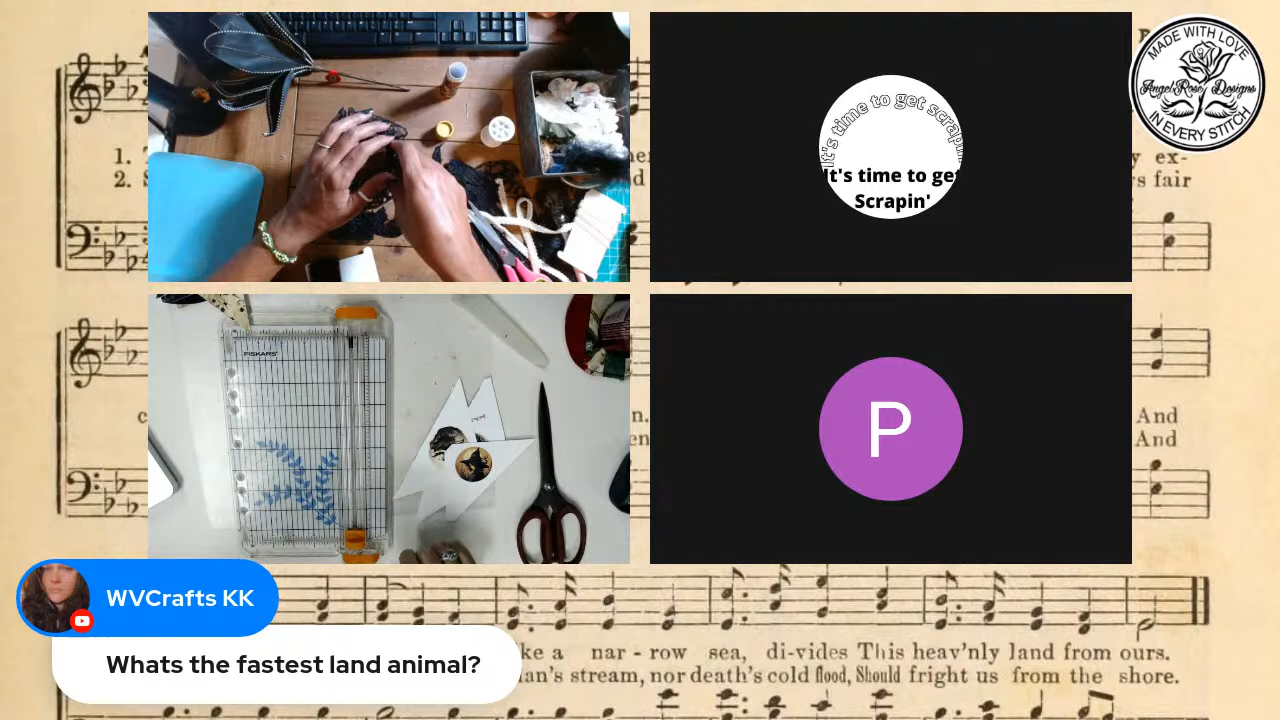 MADE WITH LOVE
AngelRose Designs
IN EVERY STITCH
It's time to get scrapin
It's time to get
Scrapin'
1.
2.
y ex-
rs fair
FISKARS
P
n.
And
And
WVCrafts KK
Whats the fastest land animal?
ke a nar - row sea, di-vides This heav'nly land from ours.
an's stream, nor death's cold flood, Should fright us from the shore.